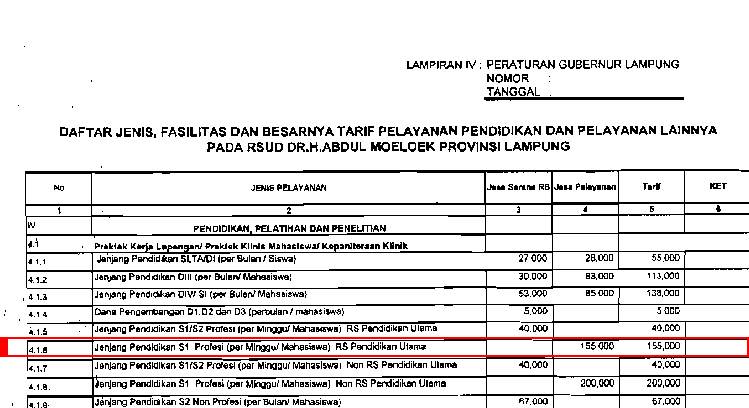 LAMPIRAN IV : PERATURAN GUBERNUR LAMPUNG
NOMOR :
TANGGAL :
DAFTAR JENIS, FASILITAS DAN BESARNYA TARIF PELAYANAN PENDIDIKAN DAN PELAYANAN LAINNYA
PADA RSUD DR.H.ABDUL MOELOEK PROVINSI LAMPUNG
No JENIS PELAYANAN Jasa Sarana RS Jasa Pelayanan Tarif KET
1 2 3 4 5 6
IV PENDIDIKAN, PELATIHAN DAN PENELITIAN
4.1 Praktek Kerja Lapangan/ Praktek Klinik Mahasiswa/ Kepaniteraan Klinik
4.1.1 Jenjang Pendidikan SLTA/DI (per Bulan / Siswa) 27,000 28,000 55,000
4.1.2 Jenjang Pendidikan DIII (per Bulan/ Mahasiswa) 30,000 83,000 113,000
4.1.3 Jenjang Pendidikan DIV/ SI (per Bulan/ Mahasiswa) 53,000 85,000 138,000
4.1.4 Dana Pengembangan D1,D2 dan D3 (perbulan / mahasiswa) 5,000 5,000
4.1.5 Jenjang Pendidikan S1/S2 Profesi (per Minggu/ Mahasiswa) RS Pendidikan Utama 40,000 40,000
4.1.6 Jenjang Pendidikan S1 Profesi (per Minggu/ Mahasiswa) RS Pendidikan Utama 155,000 155,000
4.1.7 Jenjang Pendidikan S1/S2 Profesi (per Minggu/ Mahasiswa) Non RS Pendidikan Utama 40,000 40,000
4.1.8. Jenjang Pendidikan S1 Profesi (per Minggu/ Mahasiswa) Non RS Pendidikan Utama 200,000 200,000
4.1.9 Jenjang Pendidikan S2 Non Profesi (per Bulan/ Mahasiswa) 67,000 67,000